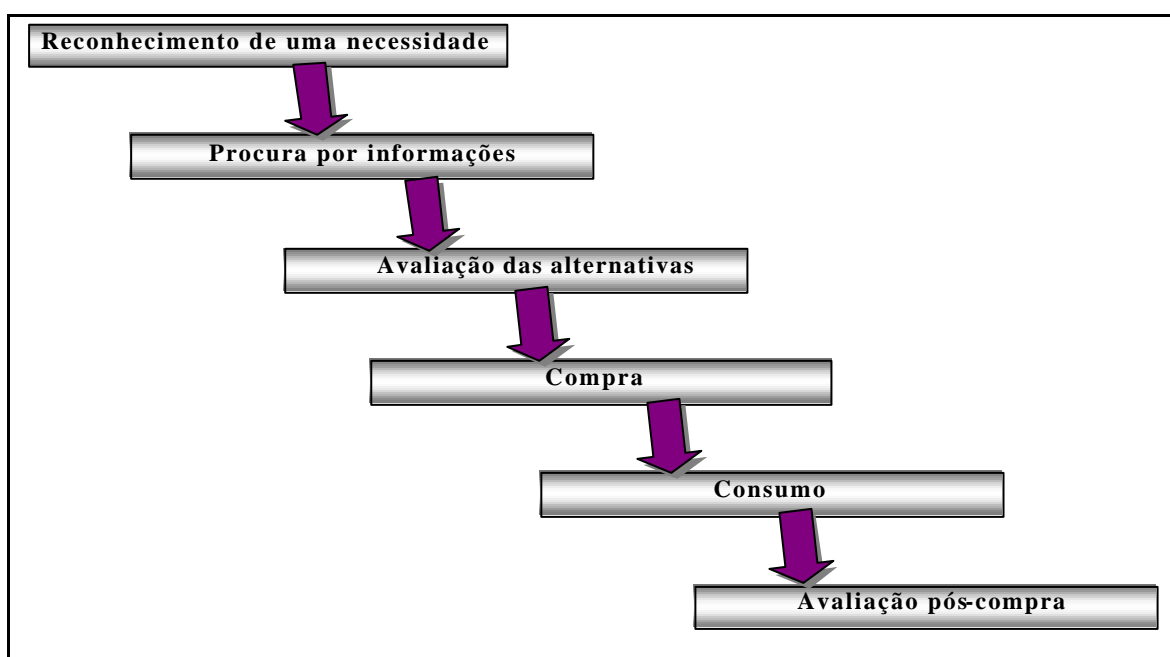 Reconhecimento de uma necessidade
Procura por informações
Avaliação das alternativas
Compra
Consumo
Avaliação pós-compra